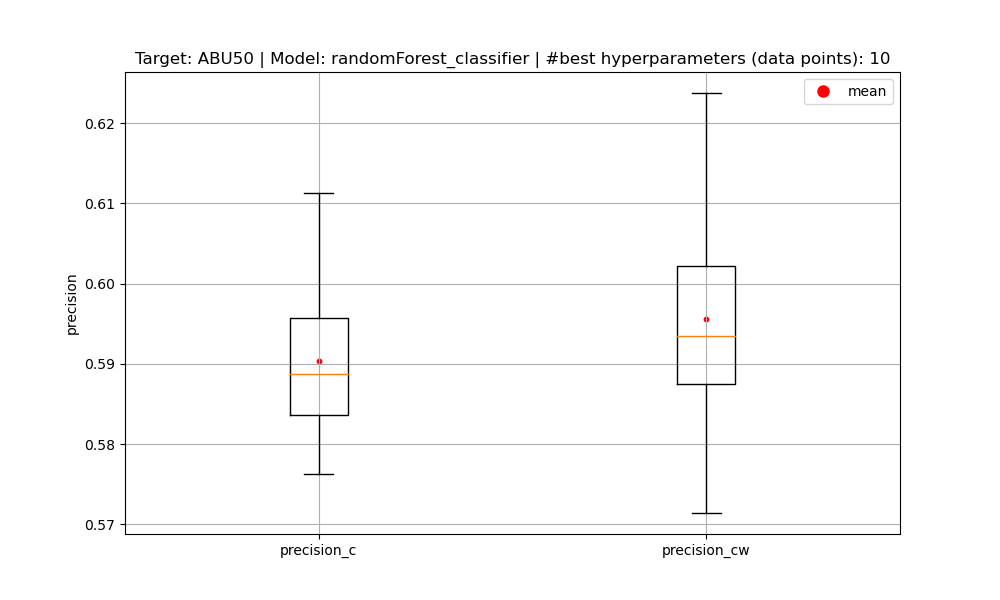 Target: ABU50 | Model: randomForest_classifier | #best hyperparameters (data points): 10
mean
precision
0.62
0.61
0.60
0.59
0.58
0.57
precision_c
precision_cw